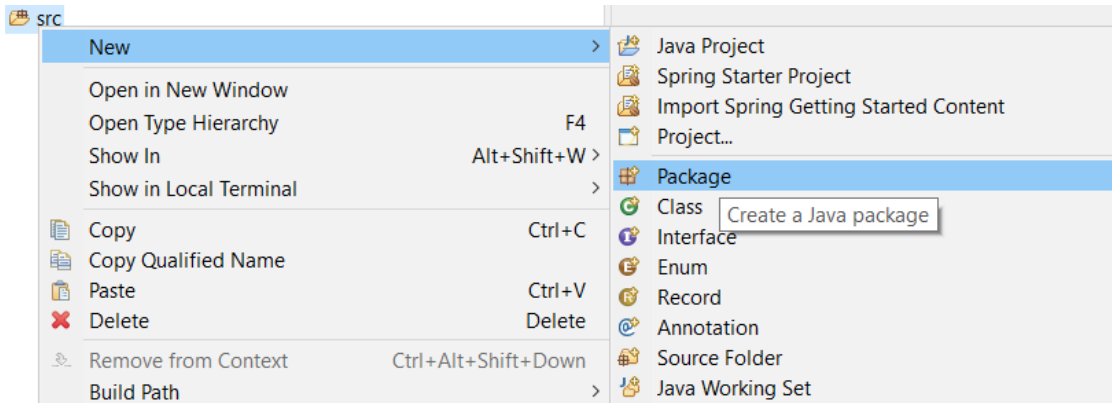 src
New >
Open in New Window
Open Type Hierarchy F4
Show In Alt+Shift+W >
Show in Local Terminal >
Copy Ctrl+C
Copy Qualified Name
Paste Ctrl+V
Delete Delete
Remove from Context Ctrl+Alt+Shift+Down
Build Path >
Java Project
Spring Starter Project
Import Spring Getting Started Content
Project...
Package
Class
Create a Java package
Interface
Enum
Record
Annotation
Source Folder
Java Working Set